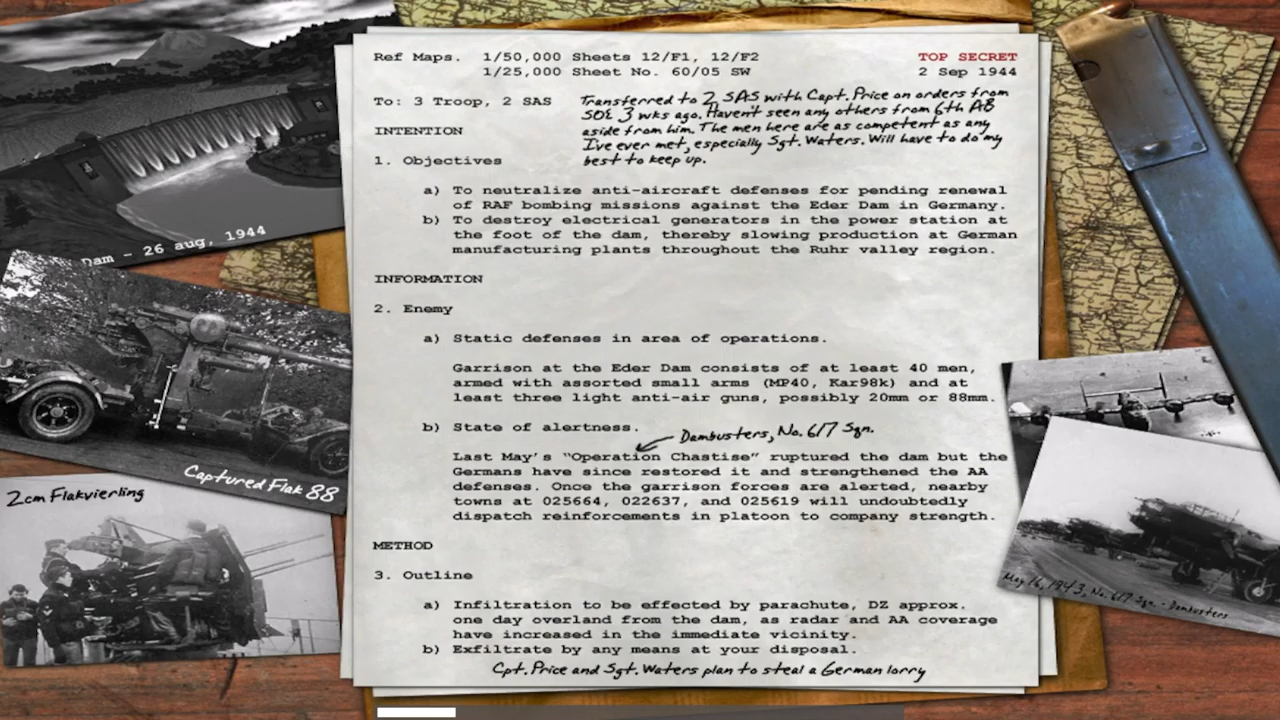 Ref Maps. 1/50,000 Sheets 12/F1, 12/F2
TOP SECRET
1/25,000 Sheet No. 60/05 SW
2 Sep 1944
To: 3 Troop, 2 SAS
Transferred to 2 SAS with Capt. Price on orders from
SOE 3 wks ago. Haven't seen any others from 6th AB
aside from him. The men here are as competent as any
I've ever met, especially Sgt. Waters. Will have to do my
best to keep up.
INTENTION
1. Objectives
a) To neutralize anti-aircraft defenses for pending renewal
of RAF bombing missions against the Eder Dam in Germany.
b) To destroy electrical generators in the power station at
the foot of the dam, thereby slowing production at German
manufacturing plants throughout the Ruhr valley region.
INFORMATION
2. Enemy
a) Static defenses in area of operations.
Garrison at the Eder Dam consists of at least 40 men,
armed with assorted small arms (MP40, Kar98k) and at
least three light anti-air guns, possibly 20mm or 88mm.
b) State of alertness.
Dambusters, No. 617 Sqn.
Last May's "Operation Chastise" ruptured the dam but the
Germans have since restored it and strengthened the AA
defenses. Once the garrison forces are alerted, nearby
towns at 025664, 022637, and 025619 will undoubtedly
dispatch reinforcements in platoon to company strength.
METHOD
3. Outline
a) Infiltration to be effected by parachute, DZ approx.
one day overland from the dam, as radar and AA coverage
have increased in the immediate vicinity.
b) Exfiltrate by any means at your disposal.
Cpt. Price and Sgt. Waters plan to steal a German lorry
Dam - 26 aug, 1944
Captured Flak 88
2cm Flakvierling
May 16, 1943, No. 617 Sqn. - Dambusters